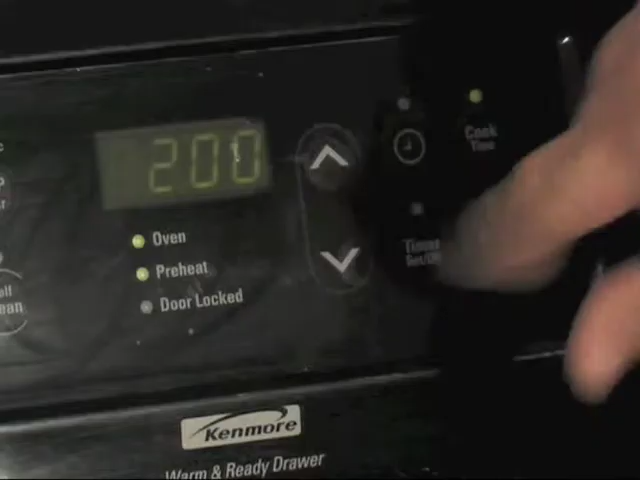 200
Oven
Preheat
Door Locked
Cook
Time
Timer
Kenmore
Warm & Ready Drawer